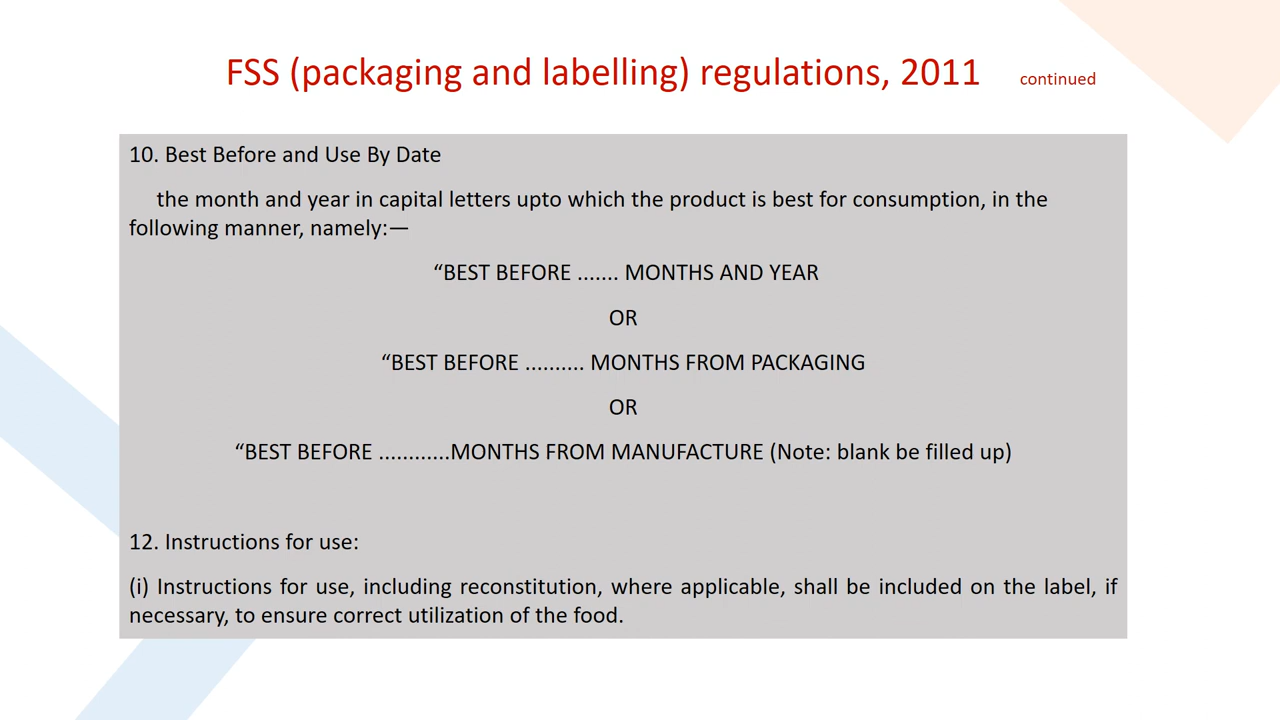 FSS (packaging and labelling) regulations, 2011 continued
10. Best Before and Use By Date
the month and year in capital letters upto which the product is best for consumption, in the
following manner, namely:—
“BEST BEFORE ....... MONTHS AND YEAR
OR
“BEST BEFORE .......... MONTHS FROM PACKAGING
OR
“BEST BEFORE ............MONTHS FROM MANUFACTURE (Note: blank be filled up)
12. Instructions for use:
(i) Instructions for use, including reconstitution, where applicable, shall be included on the label, if
necessary, to ensure correct utilization of the food.